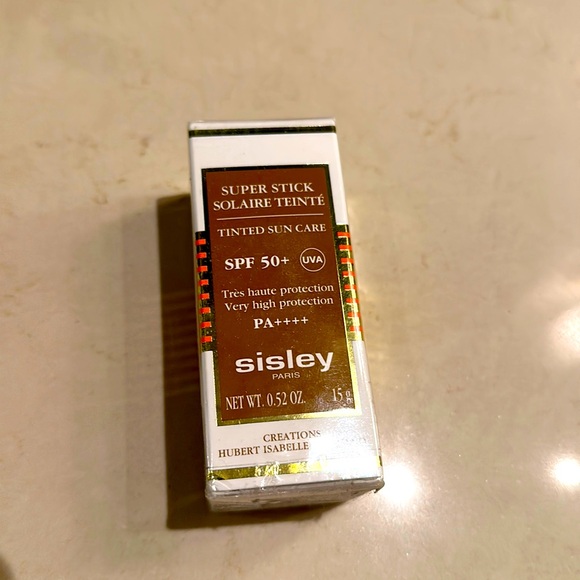 SUPER STICK
SOLAIRE TEINTÉ
TINTED SUN CARE
SPF 50+ UVA
Très haute protection
Very high protection
PA++++
sisley
PARIS
NET WT. 0.52 OZ. 15 g
CREATIONS
HUBERT ISABELLE